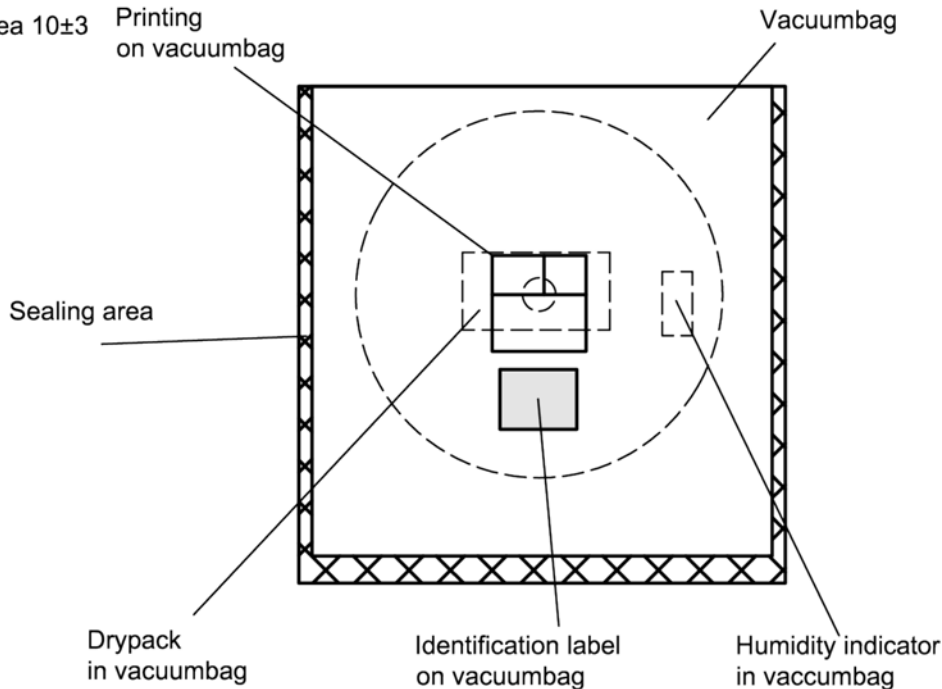 ea 10±3
Printing
on vacuumbag
Vacuumbag
Sealing area
Drypack
in vacuumbag
Identification label
on vacuumbag
Humidity indicator
in vaccumbag